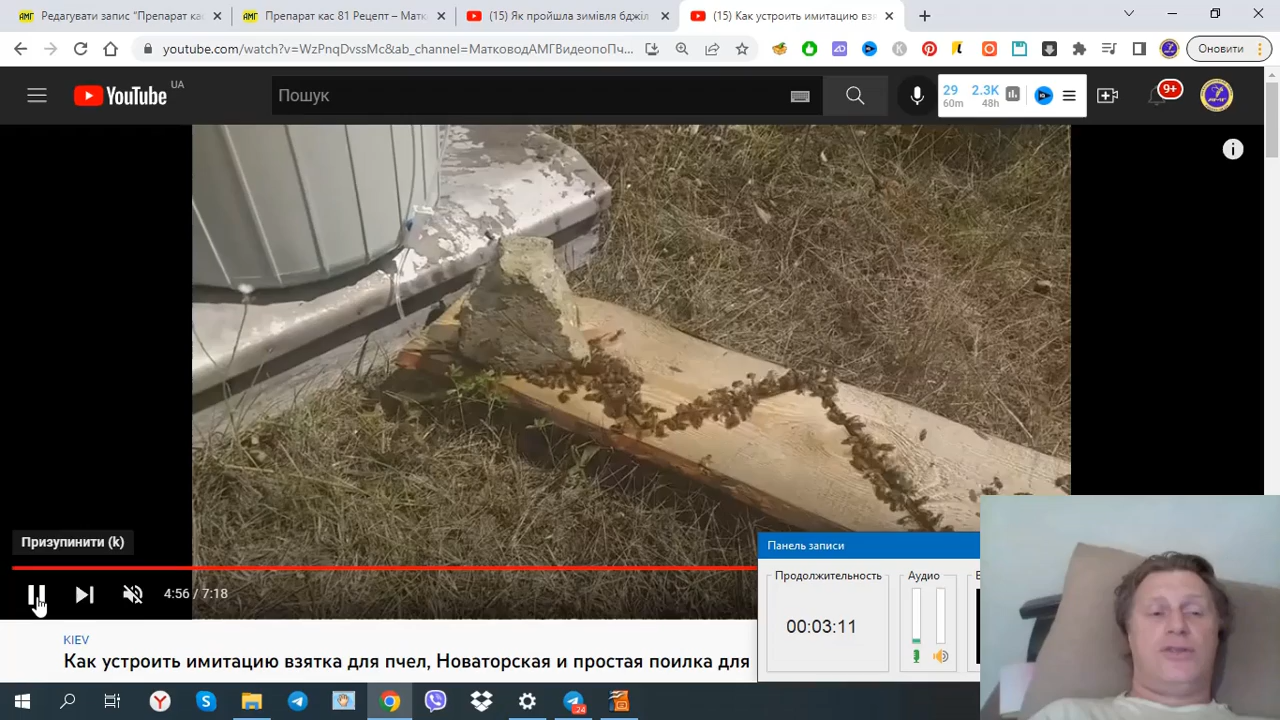 Редагувати запис “Препарат кас
Препарат кас 81 Рецепт – Матк
(15) Як пройшла зимівля бджіл
(15) Как устроить имитацию взя
youtube.com/watch?v=WzPnqDvssMc&ab_channel=МатководАМГВидеопоПч...
Оновити
YouTube UA
Пошук
29 60m
2.3K 48h
9+
Призупинити (k)
4:56 / 7:18
Панель записи
Продолжительность
Аудио
00:03:11
KIEV
Как устроить имитацию взятка для пчел, Новаторская и простая поилка для
24